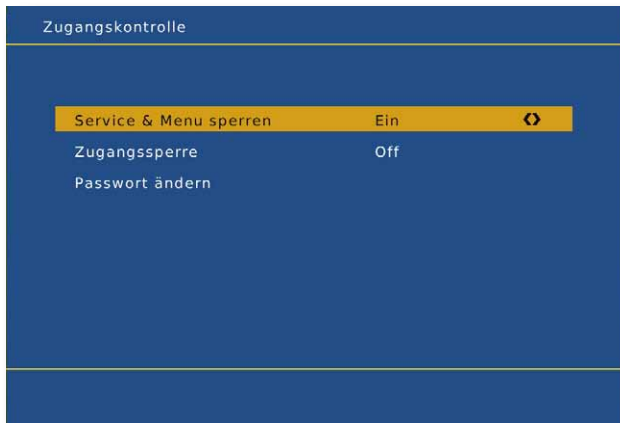 Zugangskontrolle
Service & Menu sperren Ein
Zugangssperre Off
Passwort ändern